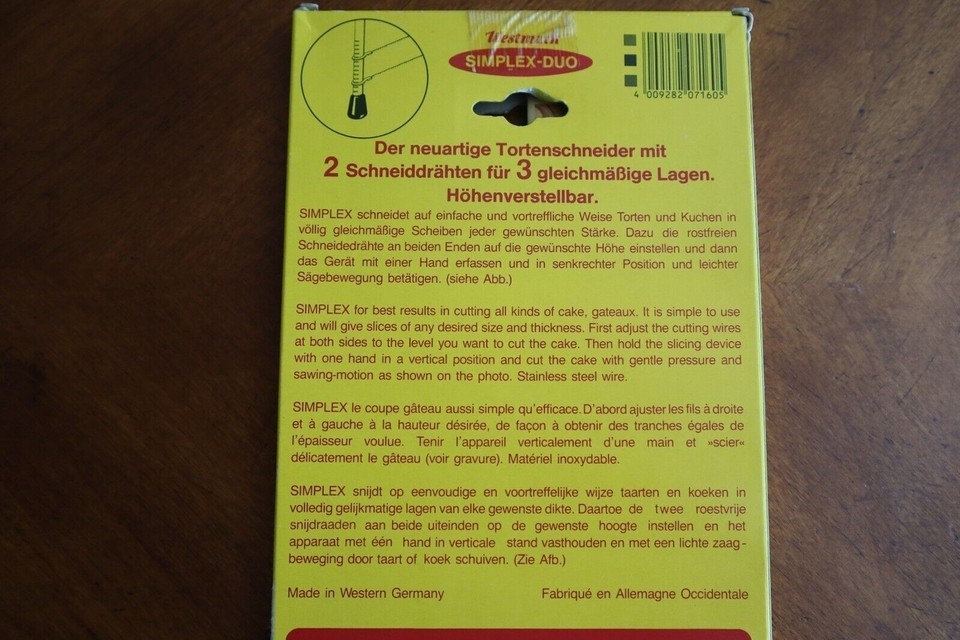 Westmark
SIMPLEX-DUO
4 009282 071605
Der neuartige Tortenschneider mit
2 Schneiddrähten für 3 gleichmäßige Lagen.
Höhenverstellbar.
SIMPLEX schneidet auf einfache und vortreffliche Weise Torten und Kuchen in
völlig gleichmäßige Scheiben jeder gewünschten Stärke. Dazu die rostfreien
Schneidedrähte an beiden Enden auf die gewünschte Höhe einstellen und dann
das Gerät mit einer Hand erfassen und in senkrechter Position und leichter
Sägebewegung betätigen. (siehe Abb.)
SIMPLEX for best results in cutting all kinds of cake, gateaux. It is simple to use
and will give slices of any desired size and thickness. First adjust the cutting wires
at both sides to the level you want to cut the cake. Then hold the slicing device
with one hand in a vertical position and cut the cake with gentle pressure and
sawing-motion as shown on the photo. Stainless steel wire.
SIMPLEX le coupe gâteau aussi simple qu'efficace. D'abord ajuster les fils à droite
et à gauche à la hauteur désirée, de façon à obtenir des tranches égales de
l'épaisseur voulue. Tenir l'appareil verticalement d'une main et »scier«
délicatement le gâteau (voir gravure). Matériel inoxydable.
SIMPLEX snijdt op eenvoudige en voortreffelijke wijze taarten en koeken in
volledig gelijkmatige lagen van elke gewenste dikte. Daartoe de twee roestvrije
snijdraaden aan beide uiteinden op de gewenste hoogte instellen en het
apparaat met één hand in verticale stand vasthouden en met een lichte zaag-
beweging door taart of koek schuiven. (Zie Afb.)
Made in Western Germany
Fabriqué en Allemagne Occidentale